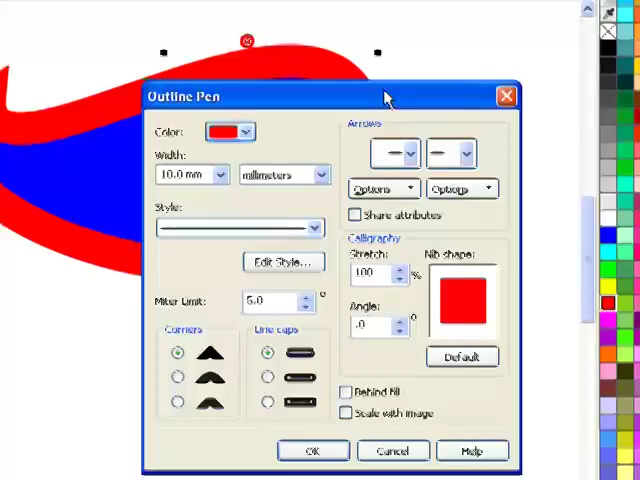 Outline Pen
Color:
Width:
10.0 mm
millimeters
Style:
Edit Style...
Miter Limit:
5.0
°
Corners
Line caps
Arrows
Options
Options
Share attributes
Calligraphy
Stretch:
100
%
Nib shape:
Angle:
.0
°
Default
Behind fill
Scale with image
OK
Cancel
Help